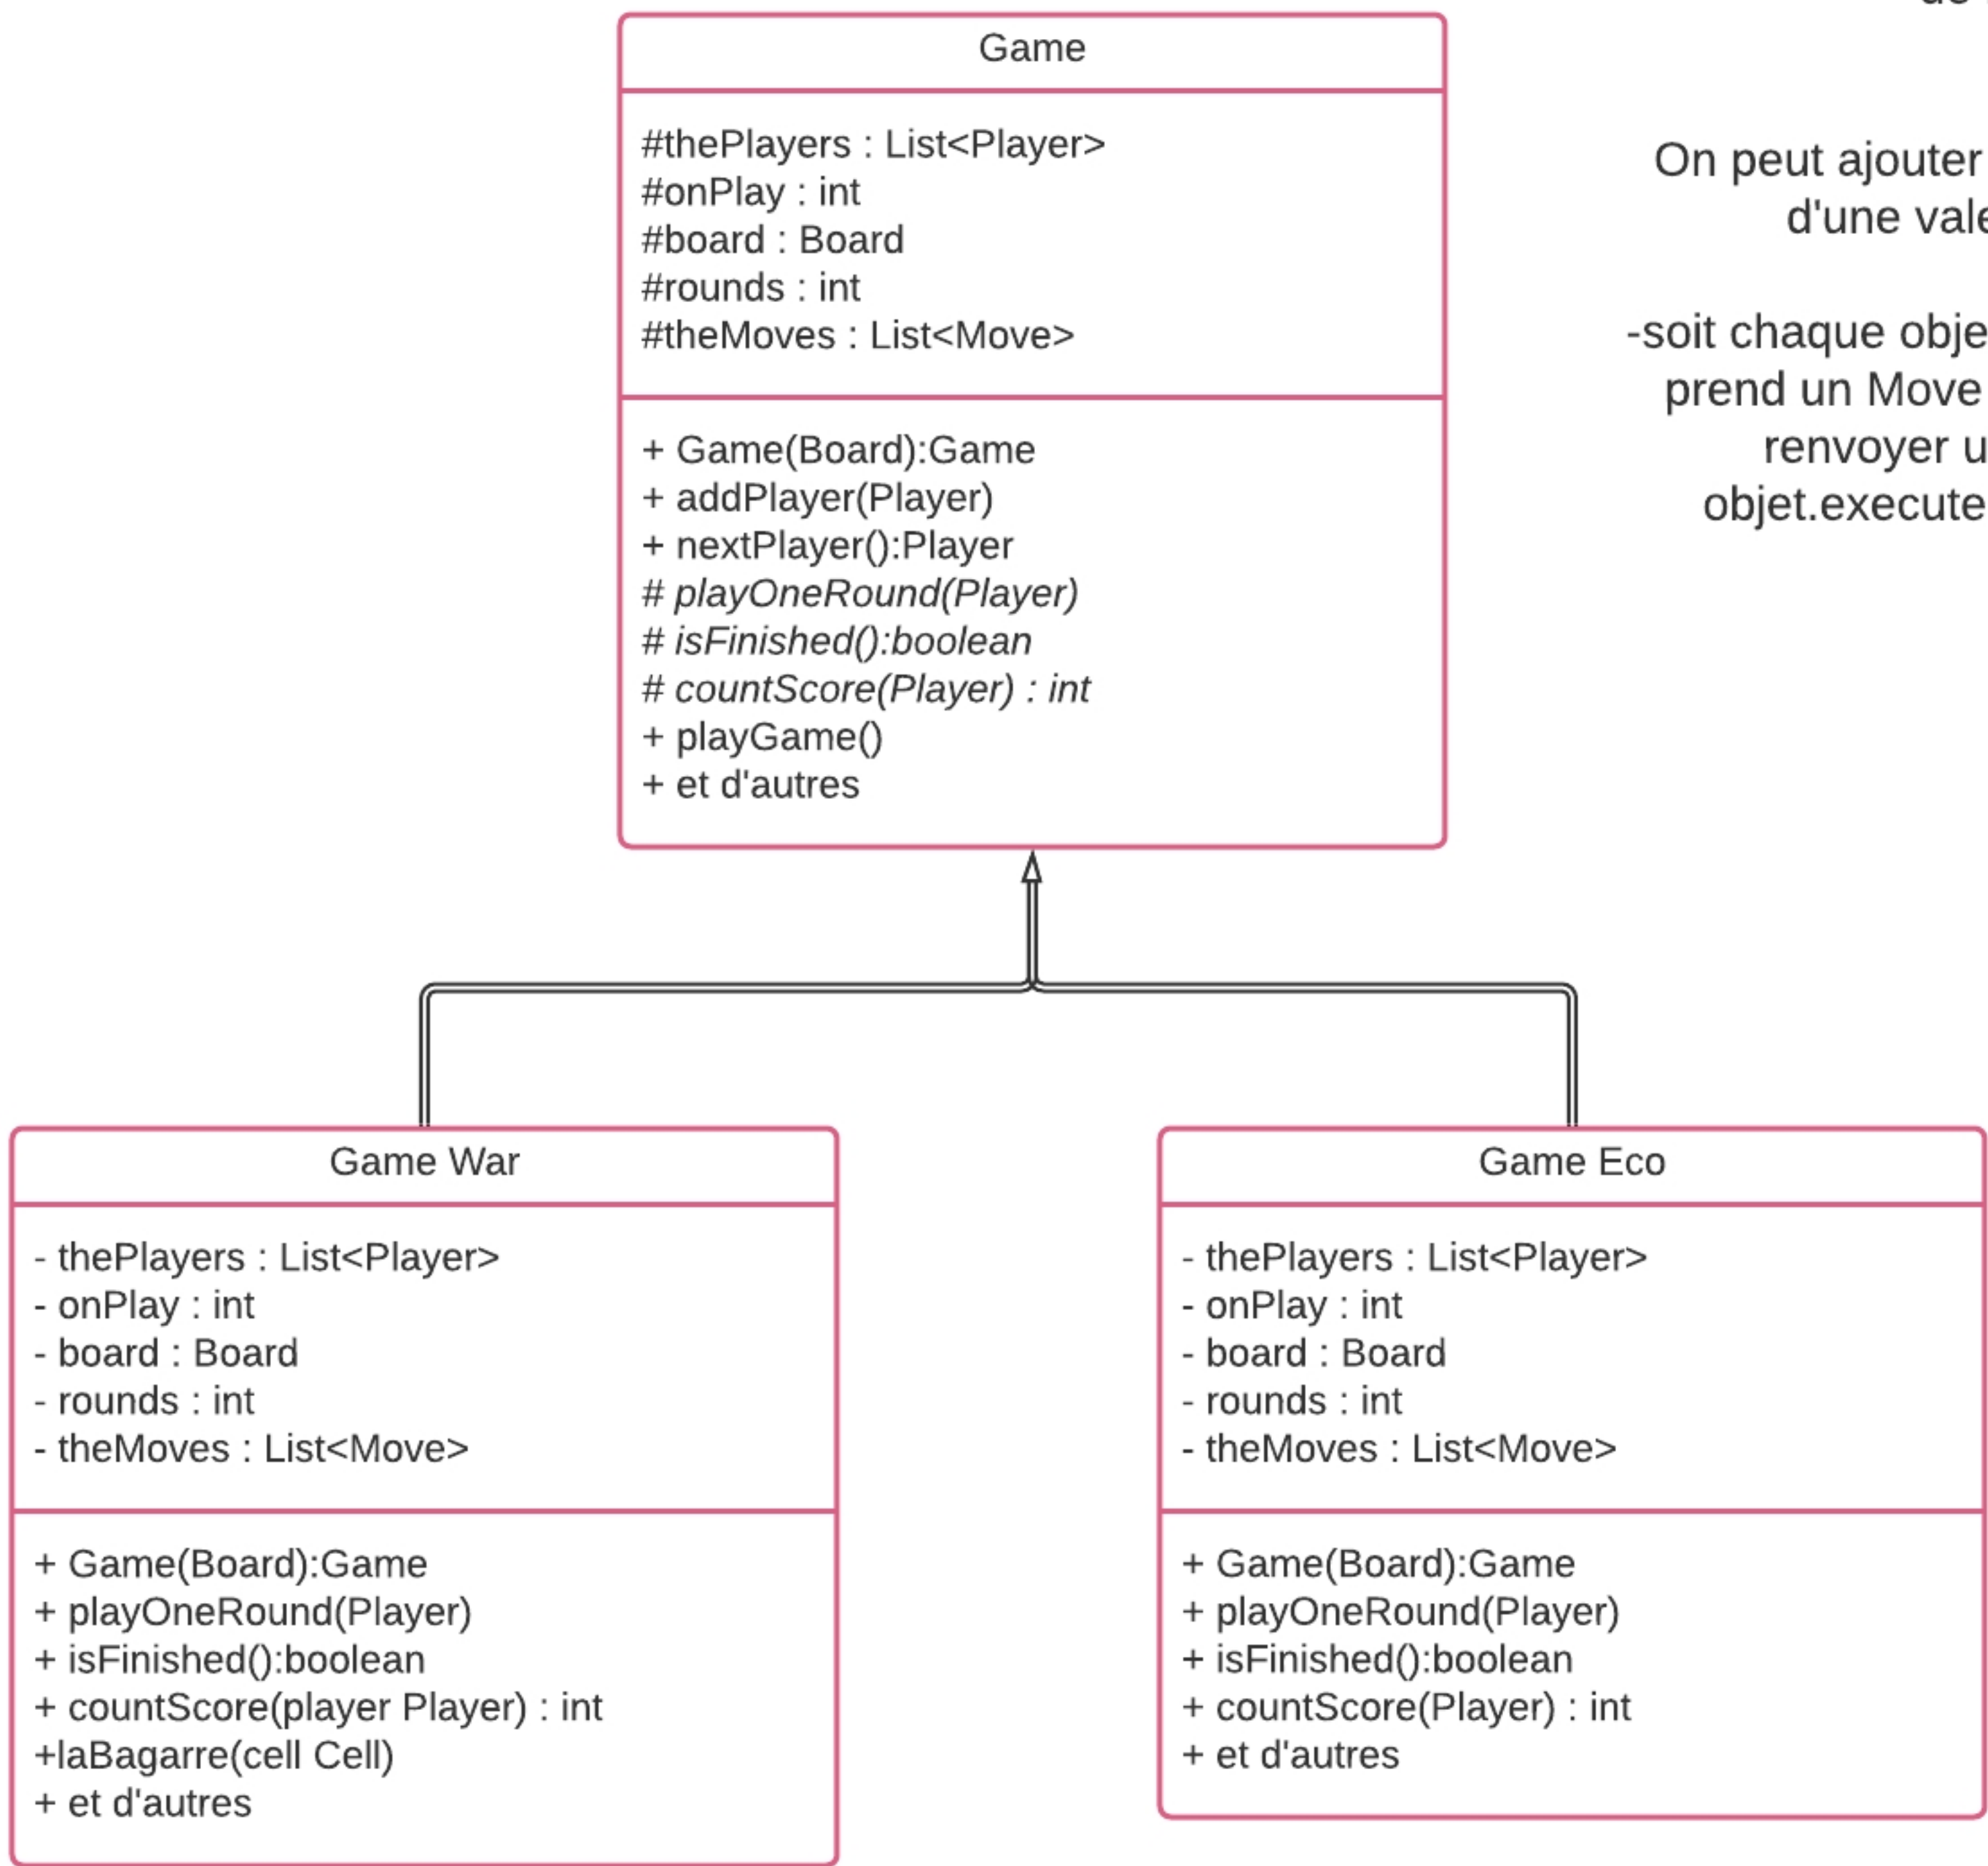 Game
#thePlayers : List<Player>
#onPlay : int
#board : Board
#rounds : int
#theMoves : List<Move>
+ Game(Board):Game
+ addPlayer(Player)
+ nextPlayer():Player
# playOneRound(Player)
# isFinished():boolean
# countScore(Player) : int
+ playGame()
+ et d'autres
On peut ajouter
d'une
-soit chaque
prend un Move
renvoyer
Game War
- thePlayers : List<Player>
- onPlay : int
- board : Board
- rounds : int
- theMoves : List<Move>
+ Game(Board):Game
+ playOneRound(Player)
+ isFinished():boolean
+ countScore(player Player) : int
+laBagarre(cell Cell)
+ et d'autres
Game Eco
- thePlayers : List<Player>
- onPlay : int
- board : Board
- rounds : int
- theMoves : List<Move>
+ Game(Board):Game
+ playOneRound(Player)
+ isFinished():boolean
+ countScore(Player) : int
+ et d'autres